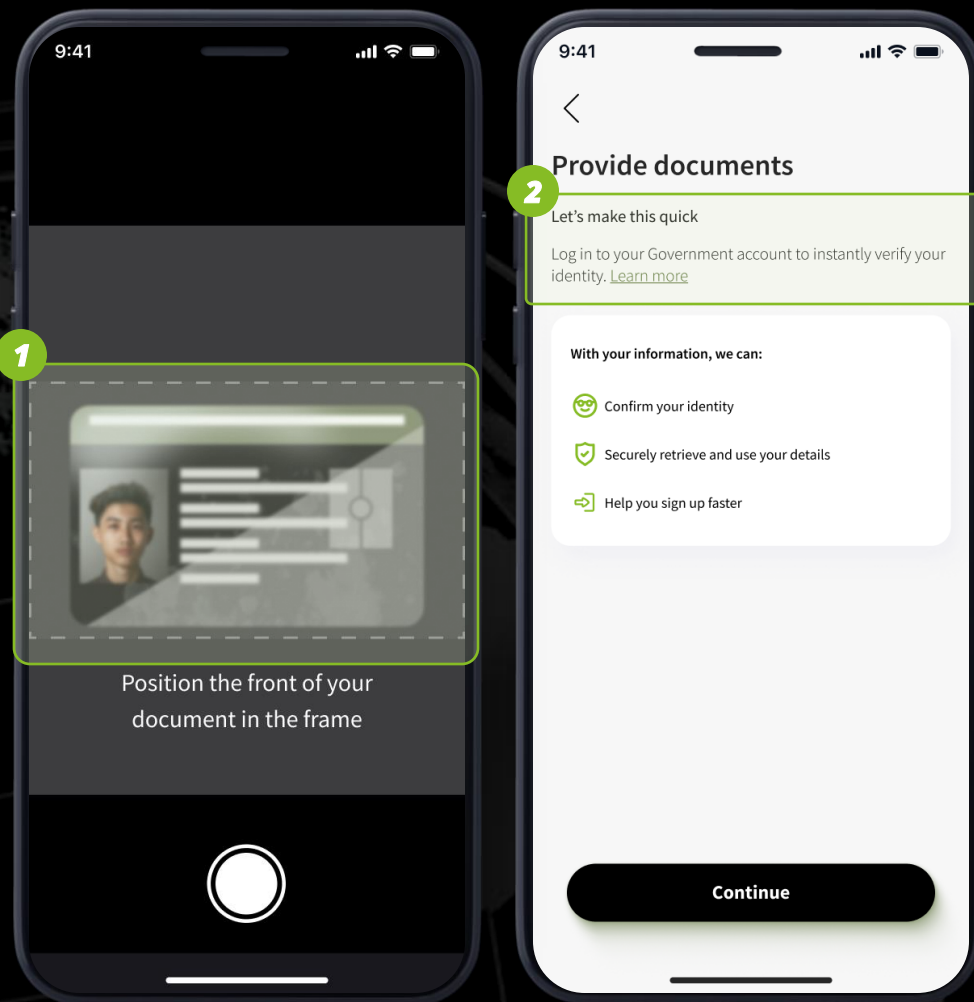 9:41
1
Position the front of your
document in the frame
9:41
Provide documents
2
Let’s make this quick
Log in to your Government account to instantly verify your
identity. Learn more
With your information, we can:
Confirm your identity
Securely retrieve and use your details
Help you sign up faster
Continue